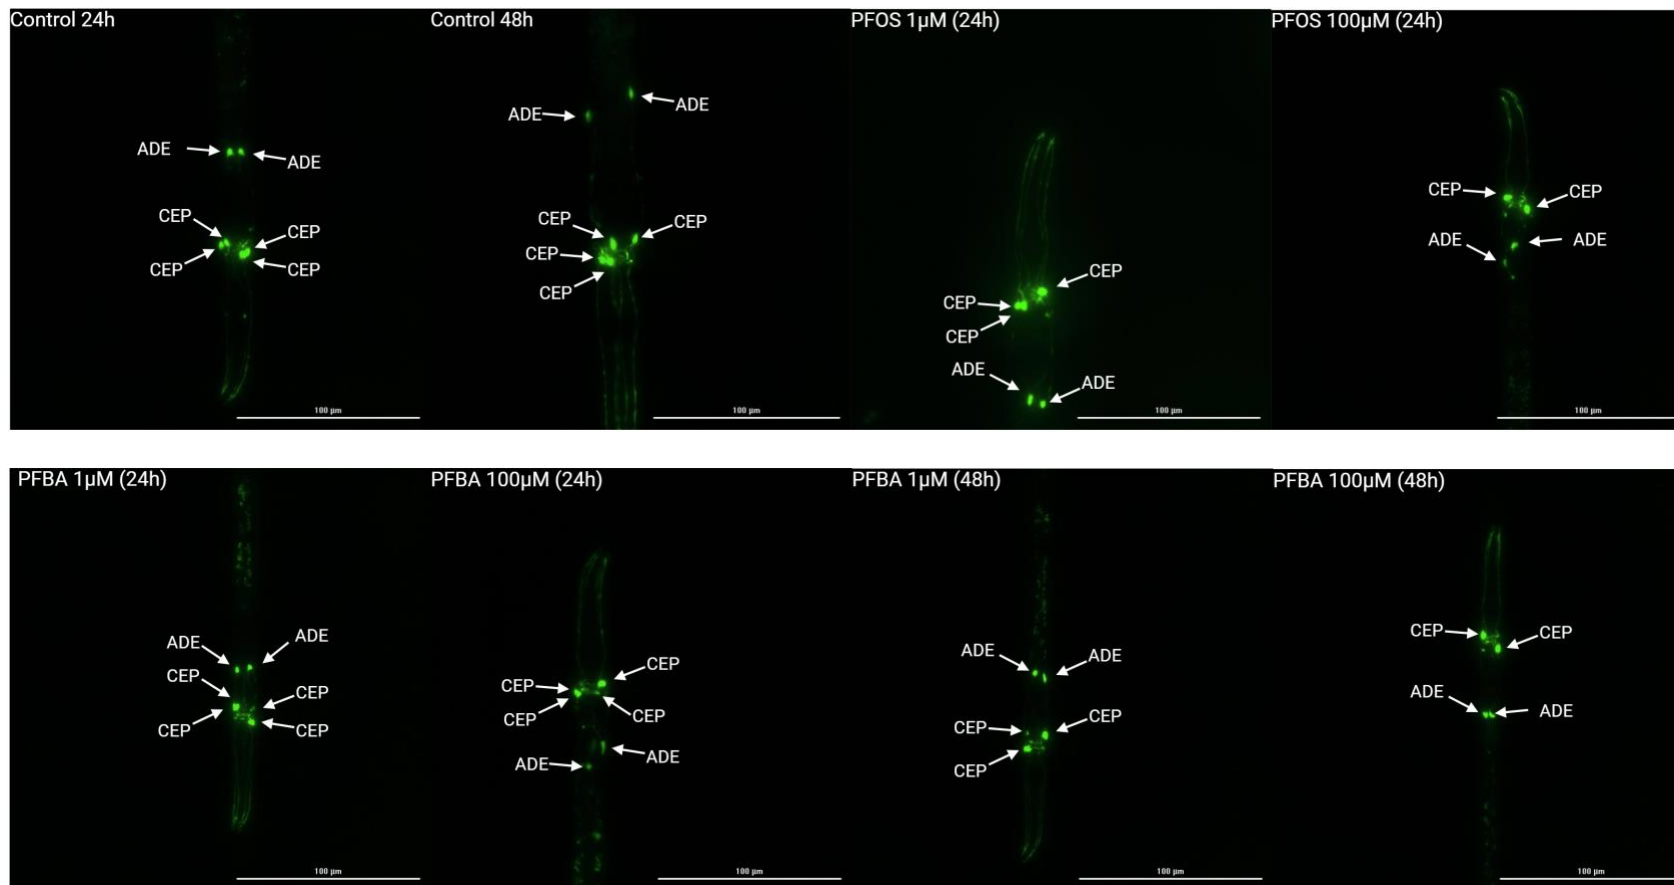 Control 24h
Control 48h
PFOS 1µM (24h)
PFOS 100µM (24h)
ADE
ADE
CEP
CEP
CEP
CEP
100 µm
ADE
ADE
CEP
CEP
CEP
CEP
100 µm
CEP
CEP
CEP
ADE
ADE
100 µm
CEP
CEP
ADE
ADE
100 µm
PFBA 1µM (24h)
PFBA 100µM (24h)
PFBA 1µM (48h)
PFBA 100µM (48h)
ADE
ADE
CEP
CEP
CEP
CEP
100 µm
CEP
CEP
CEP
CEP
ADE
ADE
100 µm
ADE
ADE
CEP
CEP
CEP
100 µm
CEP
CEP
ADE
ADE
100 µm